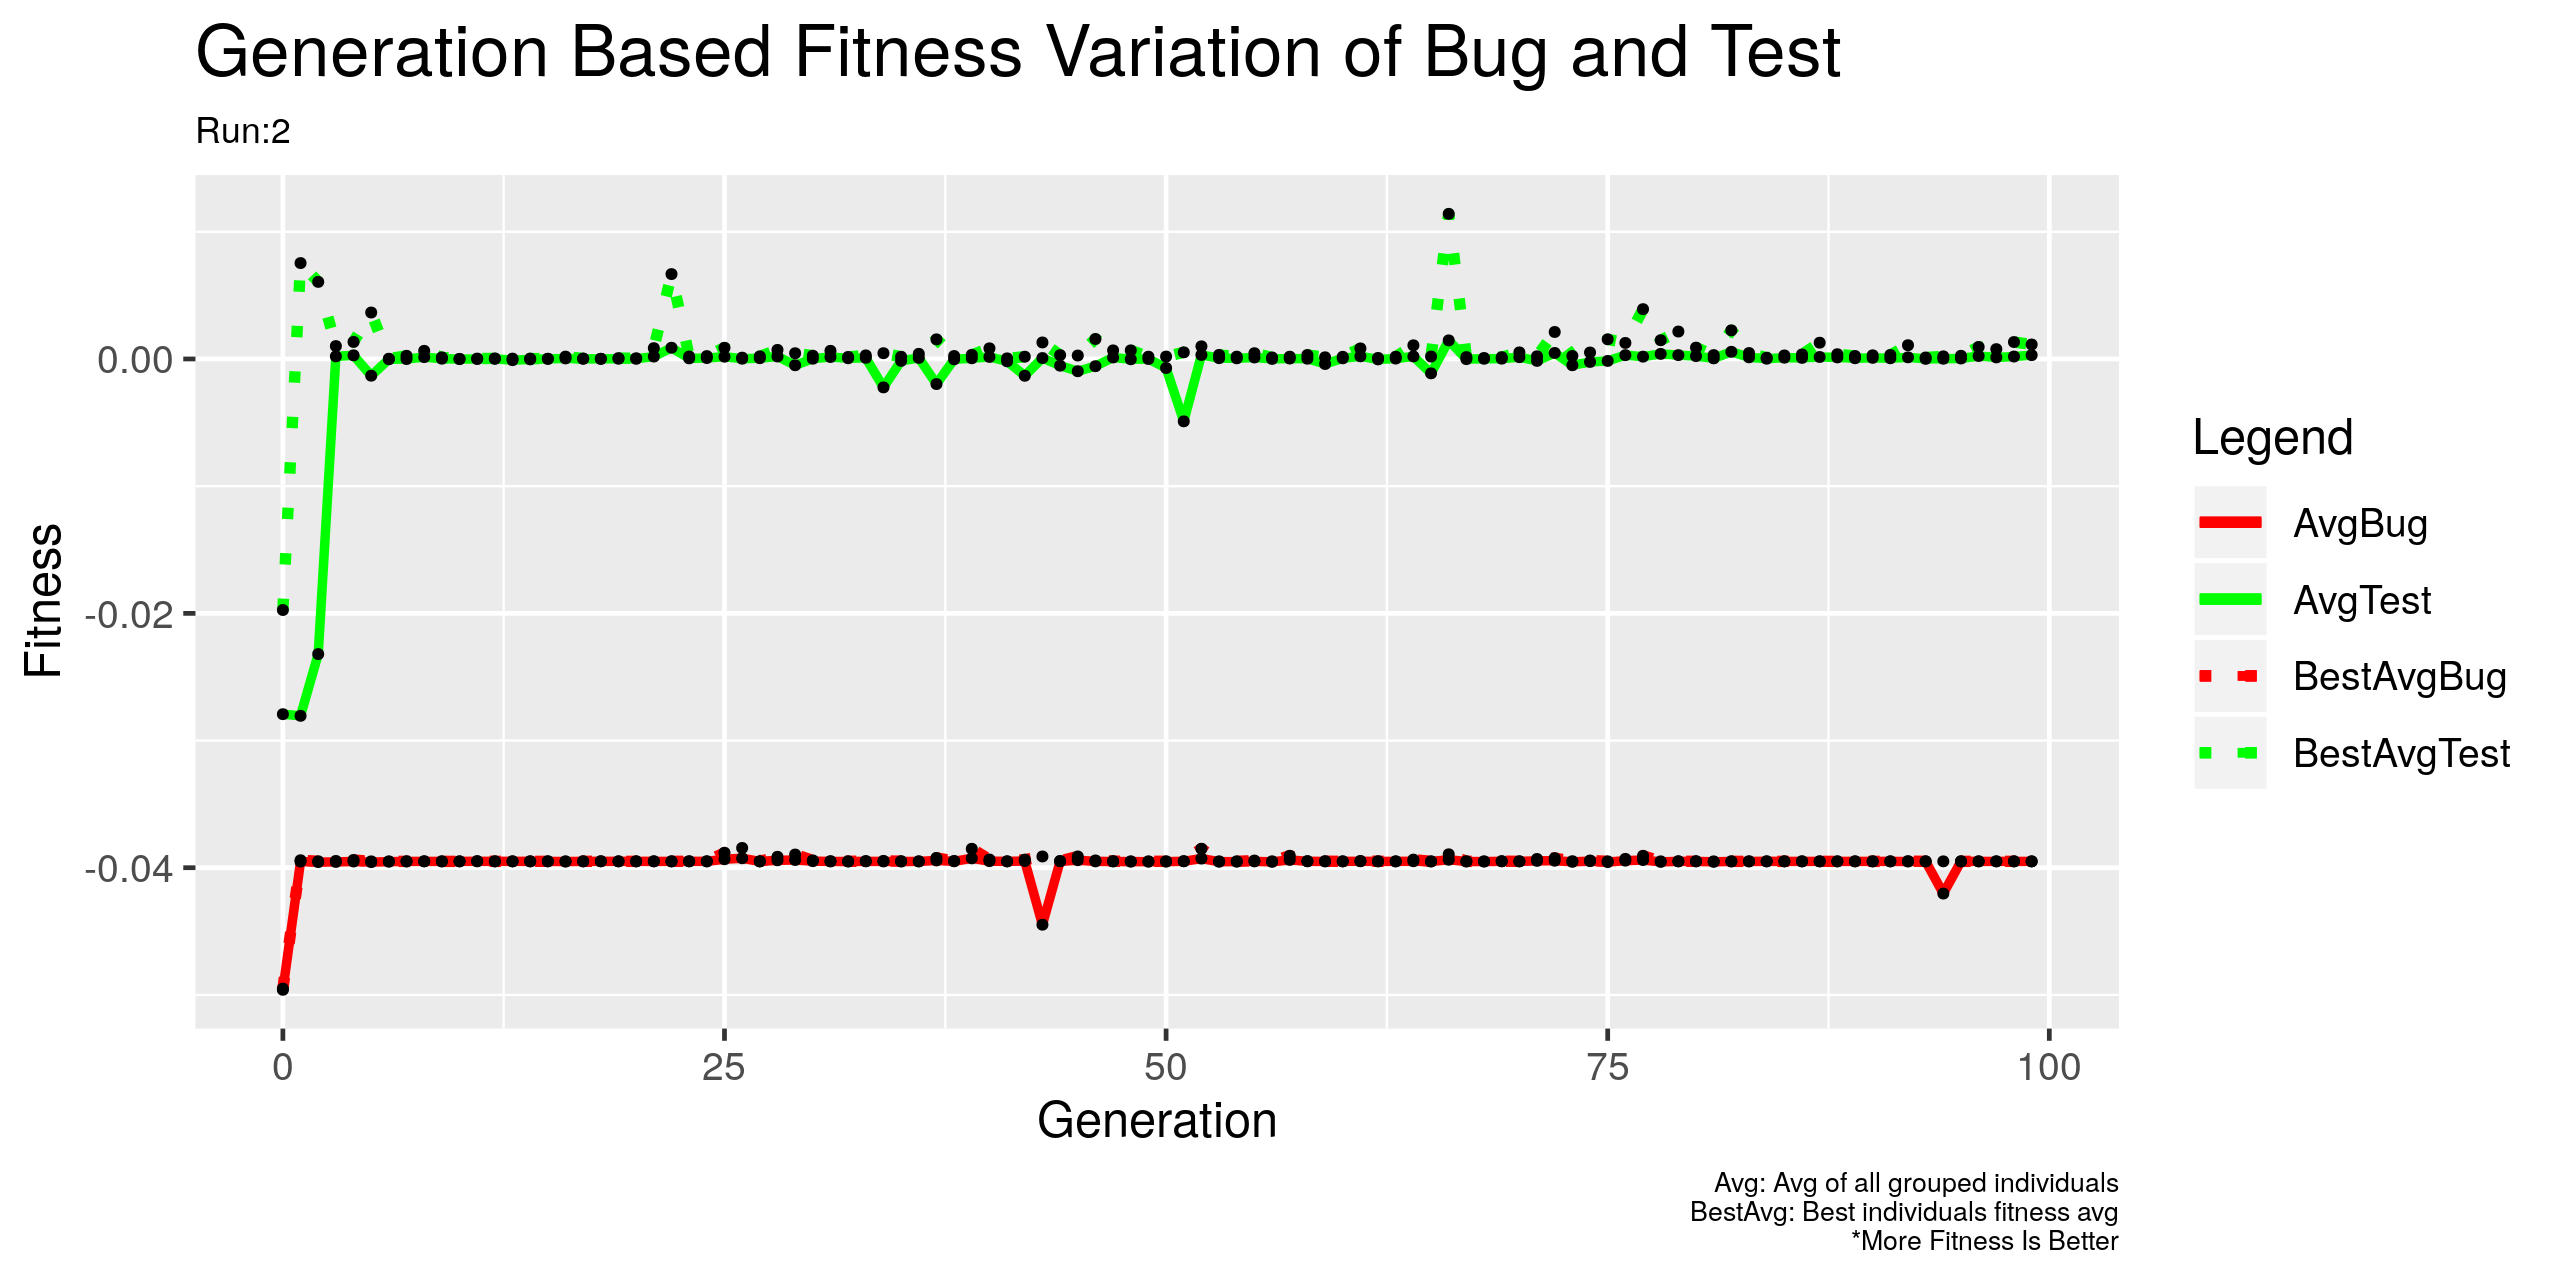 Generation Based Fitness Variation of Bug and Test
Run:2
Fitness
0.00
-0.02
-0.04
0 25 50 75 100
Generation
Legend
AvgBug
AvgTest
BestAvgBug
BestAvgTest
Avg: Avg of all grouped individuals
BestAvg: Best individuals fitness avg
*More Fitness Is Better